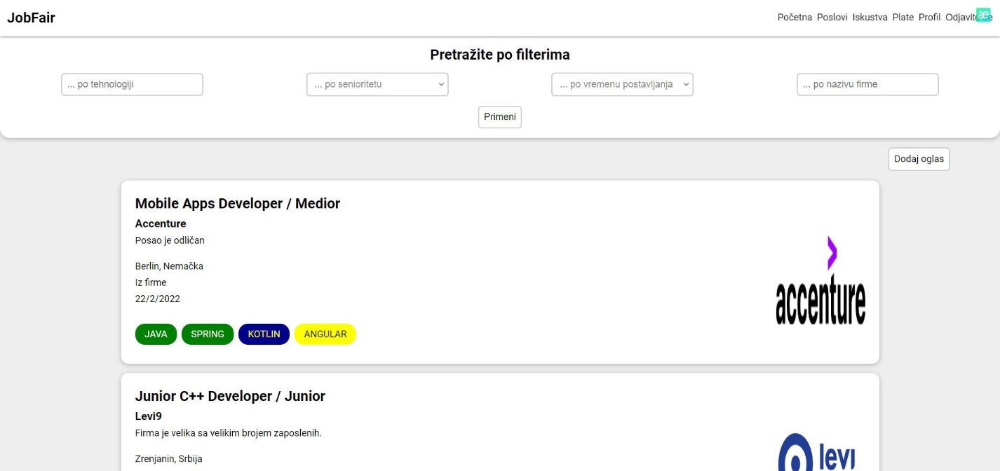 JobFair
Početna Poslovi Iskustva Plate Profil Odjavite se
Pretražite po filterima
... po tehnologiji
... po senioritetu
... po vremenu postavljanja
... po nazivu firme
Primeni
Dodaj oglas
Mobile Apps Developer / Medior
Accenture
Posao je odličan
Berlin, Nemačka
Iz firme
22/2/2022
JAVA SPRING KOTLIN ANGULAR
accenture
Junior C++ Developer / Junior
Levi9
Firma je velika sa velikim brojem zaposlenih.
Zrenjanin, Srbija
levi